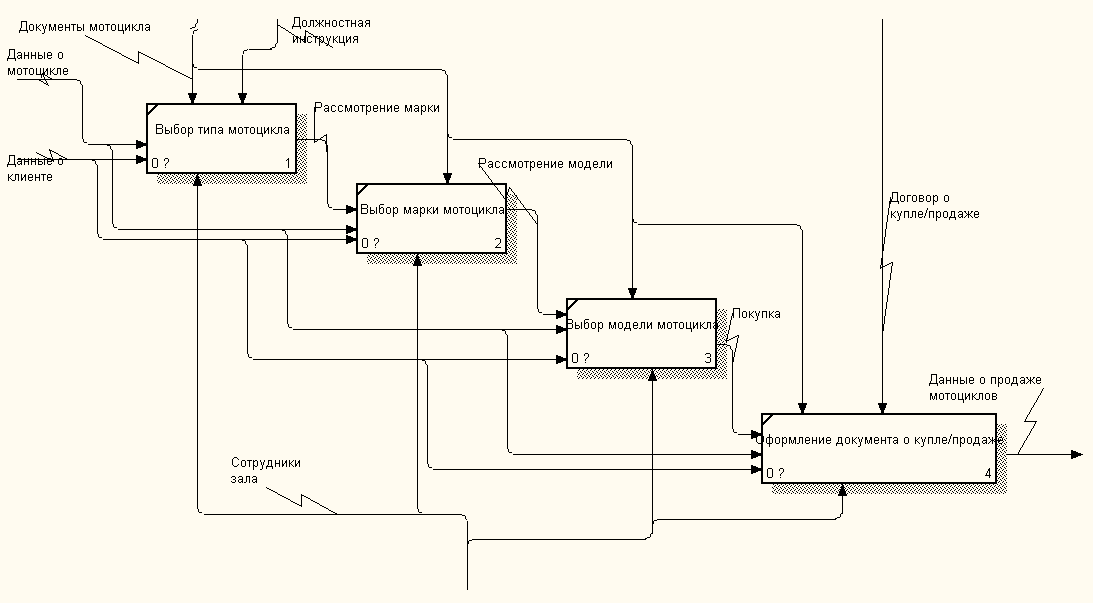 Документы мотоцикла
Должностная
инструкция
Данные о
мотоцикле
Рассмотрение марки
Выбор типа мотоцикла
0 ?
1
Данные о
клиенте
Рассмотрение модели
Выбор марки мотоцикла
0 ?
2
Договор о
купле/продаже
Покупка
Выбор модели мотоцикла
0 ?
3
Данные о продаже
мотоциклов
Оформление документа о купле/продаже
0 ?
4
Сотрудники
зала